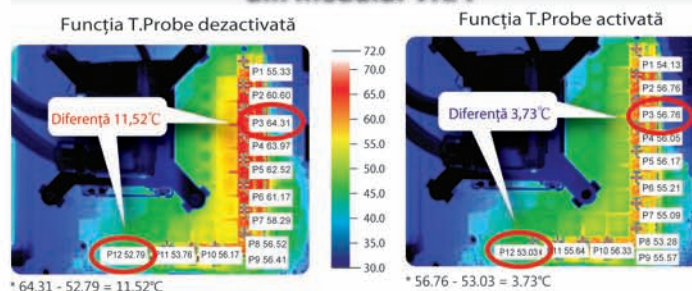 Funcția T.Probe dezactivată
Funcția T.Probe activată
Diferență 11,52℃
P1 55.33
P2 60.60
P3 64.31
P4 63.97
P5 62.52
P6 61.17
P7 58.29
P8 56.52
P9 56.41
P12 52.79
P11 53.76
P10 56.17
* 64.31 - 52.79 = 11.52℃
72.0
70.0
65.0
60.0
55.0
50.0
45.0
40.0
35.0
30.0
Diferență 3,73℃
P1 54.13
P2 56.76
P3 56.76
P4 56.05
P5 56.17
P6 55.21
P7 55.09
P8 53.28
P9 55.57
P12 53.03
11 55.64
P10 56.33
* 56.76 - 53.03 = 3.73℃